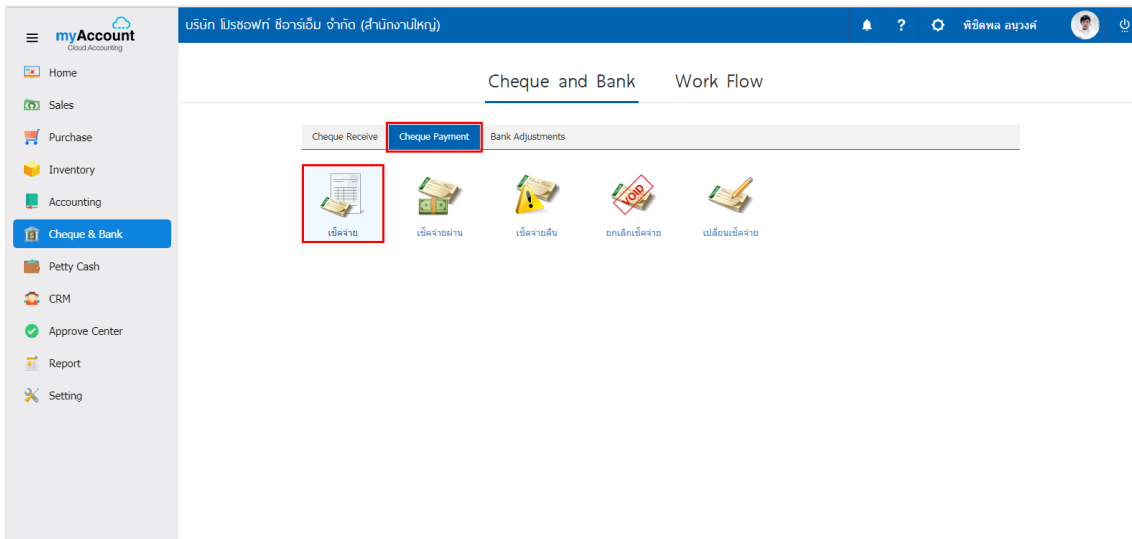 myAccount
Cloud Accounting
บริษัท โปรซอฟท์ ซีอาร์เอ็ม จำกัด (สำนักงานใหญ่)
?
พิชิตพล อนุวงค์
Home
Sales
Purchase
Inventory
Accounting
Cheque & Bank
Petty Cash
CRM
Approve Center
Report
Setting
Cheque and Bank Work Flow
Cheque Receive Cheque Payment Bank Adjustments
VOID
เช็คจ่าย เช็คจ่ายผ่าน เช็คจ่ายคืน ยกเลิกเช็คจ่าย เปลี่ยนเช็คจ่าย